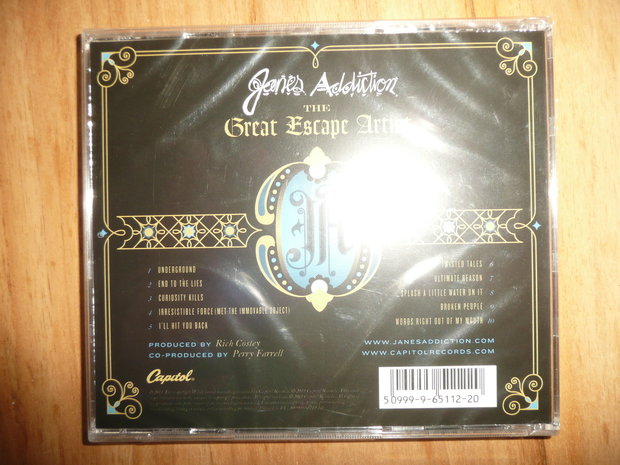 Janes Addiction
THE
Great Escape Artist
1 UNDERGROUND
2 END TO THE LIES
3 CURIOSITY KILLS
4 IRRESISTIBLE FORCE (MET THE IMMOVABLE OBJECT)
5 I'LL HIT YOU BACK
TWISTED TALES 6
ULTIMATE REASON 7
SPLASH A LITTLE WATER ON IT 8
BROKEN PEOPLE 9
WORDS RIGHT OUT OF MY MOUTH 10
PRODUCED BY Rich Costey
CO-PRODUCED BY Perry Farrell
WWW.JANESADDICTION.COM
WWW.CAPITOLRECORDS.COM
Capitol
5 0999-9-65112-20